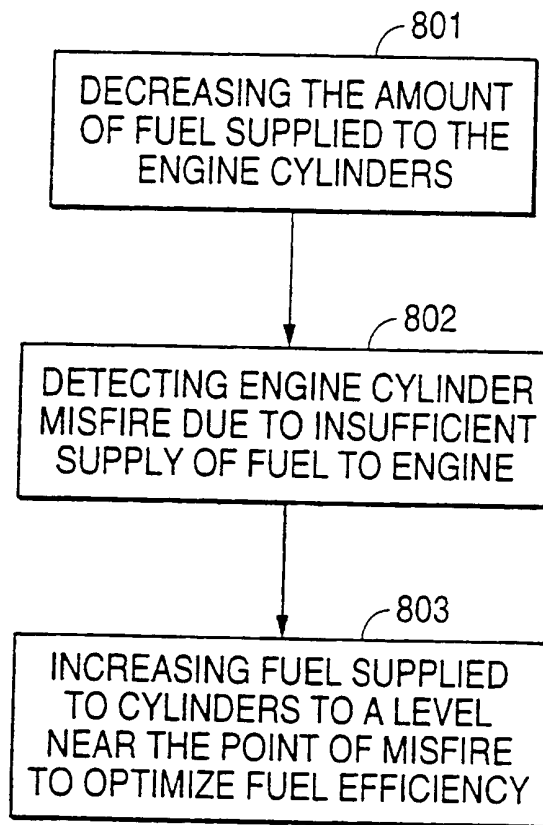 801
DECREASING THE AMOUNT
OF FUEL SUPPLIED TO THE
ENGINE CYLINDERS
802
DETECTING ENGINE CYLINDER
MISFIRE DUE TO INSUFFICIENT
SUPPLY OF FUEL TO ENGINE
803
INCREASING FUEL SUPPLIED
TO CYLINDERS TO A LEVEL
NEAR THE POINT OF MISFIRE
TO OPTIMIZE FUEL EFFICIENCY